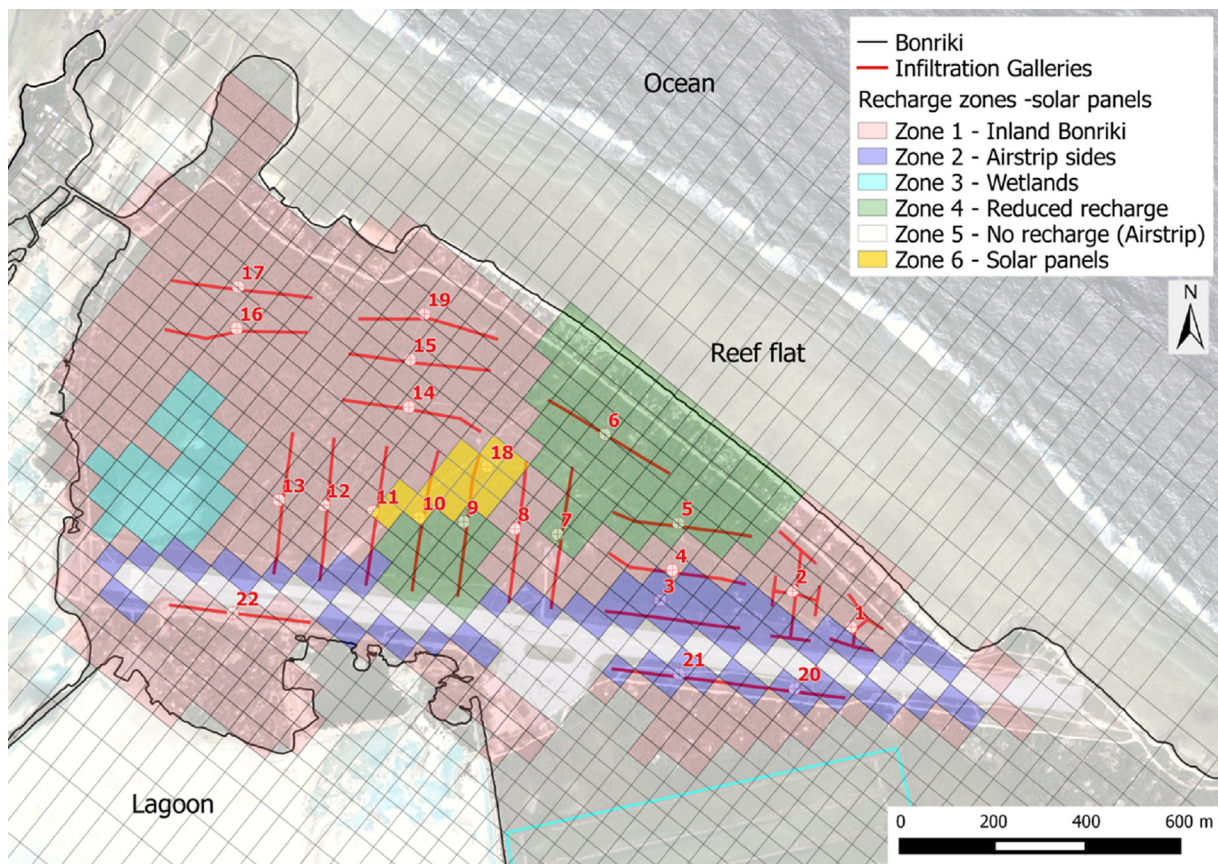 Ocean
Bonriki
Infiltration Galleries
Recharge zones -solar panels
Zone 1 - Inland Bonriki
Zone 2 - Airstrip sides
Zone 3 - Wetlands
Zone 4 - Reduced recharge
Zone 5 - No recharge (Airstrip)
Zone 6 - Solar panels
N
Reef flat
17
16
19
15
14
6
18
13
12
11
10
9
8
7
5
4
3
2
1
22
21
20
Lagoon
0 200 400 600 m